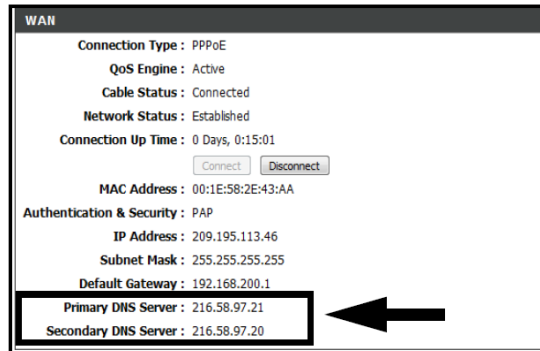 WAN
Connection Type : PPPoE
QoS Engine : Active
Cable Status : Connected
Network Status : Established
Connection Up Time : 0 Days, 0:15:01
Connect Disconnect
MAC Address : 00:1E:58:2E:43:AA
Authentication & Security : PAP
IP Address : 209.195.113.46
Subnet Mask : 255.255.255.255
Default Gateway : 192.168.200.1
Primary DNS Server : 216.58.97.21
Secondary DNS Server : 216.58.97.20